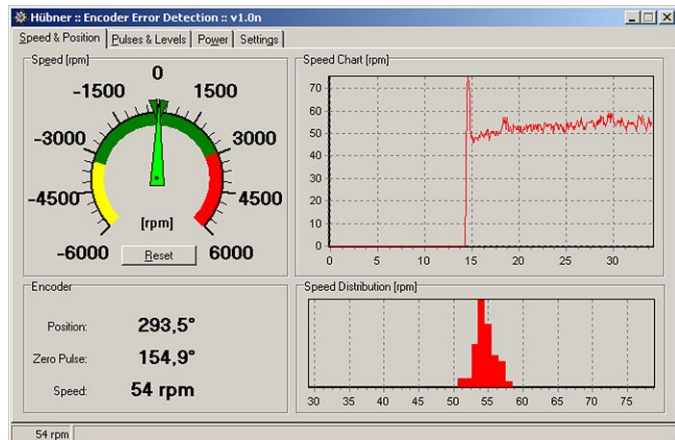 Hübner :: Encoder Error Detection :: v1.0n
Speed & Position Pulses & Levels Power Settings
Speed [rpm]
0
-1500 1500
-3000 3000
-4500 4500
-6000 6000
[rpm]
Reset
Speed Chart [rpm]
70
60
50
40
30
20
10
0
0 5 10 15 20 25 30
Encoder
Position: 293,5°
Zero Pulse: 154,9°
Speed: 54 rpm
Speed Distribution [rpm]
30 35 40 45 50 55 60 65 70 75
54 rpm